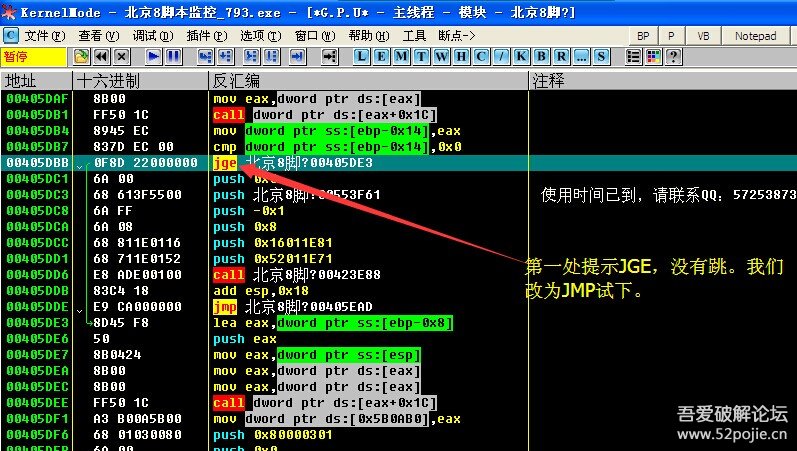 KernelMode - 北京8脚本监控_793.exe - [*G.P.U* - 主线程 - 模块 - 北京8脚?]
C 文件(F) 查看(V) 调试(D) 插件(P) 选项(T) 窗口(W) 帮助(H) 工具 断点-> BP P VB Notepad
暂停 L E M T W H C / K B R ... S
地址 十六进制 反汇编 注释
00405DAF 8B00 mov eax,dword ptr ds:[eax]
00405DB1 FF50 1C call dword ptr ds:[eax+0x1C]
00405DB4 8945 EC mov dword ptr ss:[ebp-0x14],eax
00405DB7 837D EC 00 cmp dword ptr ss:[ebp-0x14],0x0
00405DBB 0F8D 22000000 jge 北京8脚?00405DE3
00405DC1 6A 00 push 0x0
00405DC3 68 613F5500 push 北京8脚?00553F61 使用时间已到，请联系QQ：57253873
00405DC8 6A FF push -0x1
00405DCA 6A 08 push 0x8
00405DCC 68 811E0116 push 0x16011E81
00405DD1 68 711E0152 push 0x52011E71
00405DD6 E8 ADE00100 call 北京8脚?00423E88
00405DDB 83C4 18 add esp,0x18
00405DDE E9 CA000000 jmp 北京8脚?00405EAD
00405DE3 8D45 F8 lea eax,dword ptr ss:[ebp-0x8]
00405DE6 50 push eax
00405DE7 8B0424 mov eax,dword ptr ss:[esp]
00405DEA 8B00 mov eax,dword ptr ds:[eax]
00405DEC 8B00 mov eax,dword ptr ds:[eax]
00405DEE FF50 1C call dword ptr ds:[eax+0x1C]
00405DF1 A3 B00A5B00 mov dword ptr ds:[0x5B0AB0],eax
00405DF6 68 01030080 push 0x80000301
第一处提示JGE，没有跳。我们
改为JMP试下。
吾爱破解论坛
www.52pojie.cn